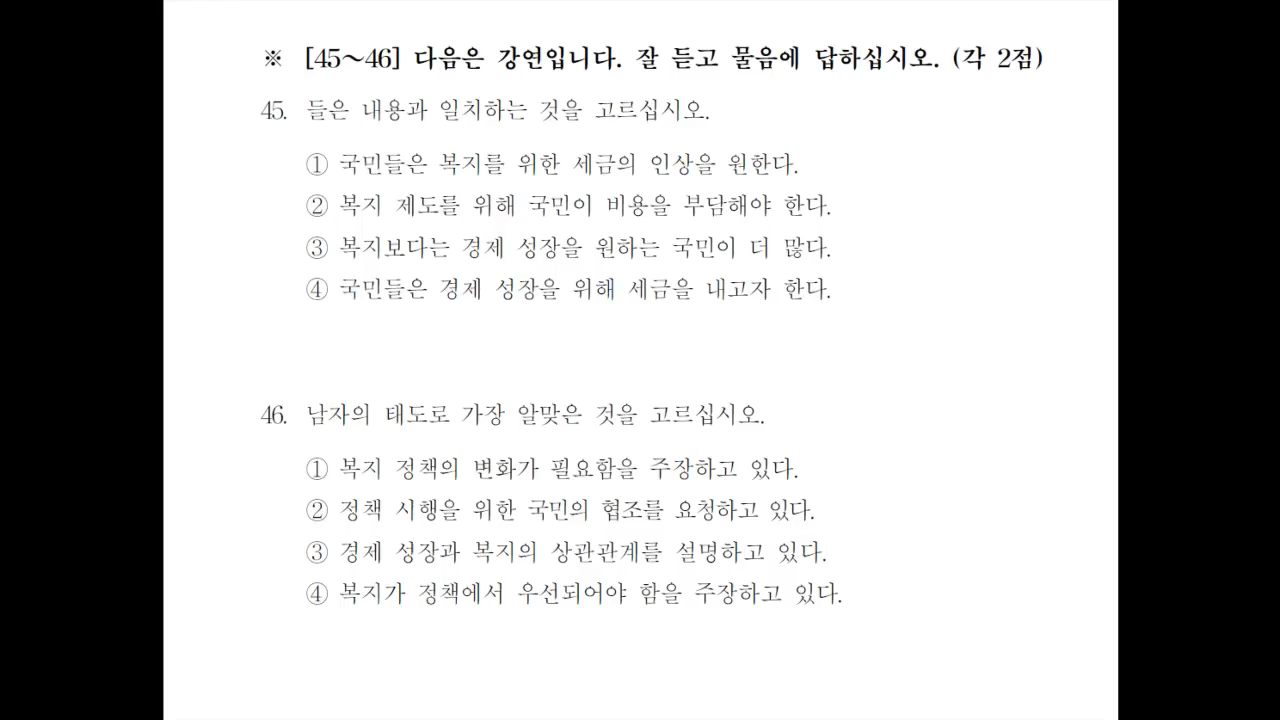 ※ [45～46] 다음은 강연입니다. 잘 듣고 물음에 답하십시오. (각 2점)
45. 들은 내용과 일치하는 것을 고르십시오.
① 국민들은 복지를 위한 세금의 인상을 원한다.
② 복지 제도를 위해 국민이 비용을 부담해야 한다.
③ 복지보다는 경제 성장을 원하는 국민이 더 많다.
④ 국민들은 경제 성장을 위해 세금을 내고자 한다.
46. 남자의 태도로 가장 알맞은 것을 고르십시오.
① 복지 정책의 변화가 필요함을 주장하고 있다.
② 정책 시행을 위한 국민의 협조를 요청하고 있다.
③ 경제 성장과 복지의 상관관계를 설명하고 있다.
④ 복지가 정책에서 우선되어야 함을 주장하고 있다.